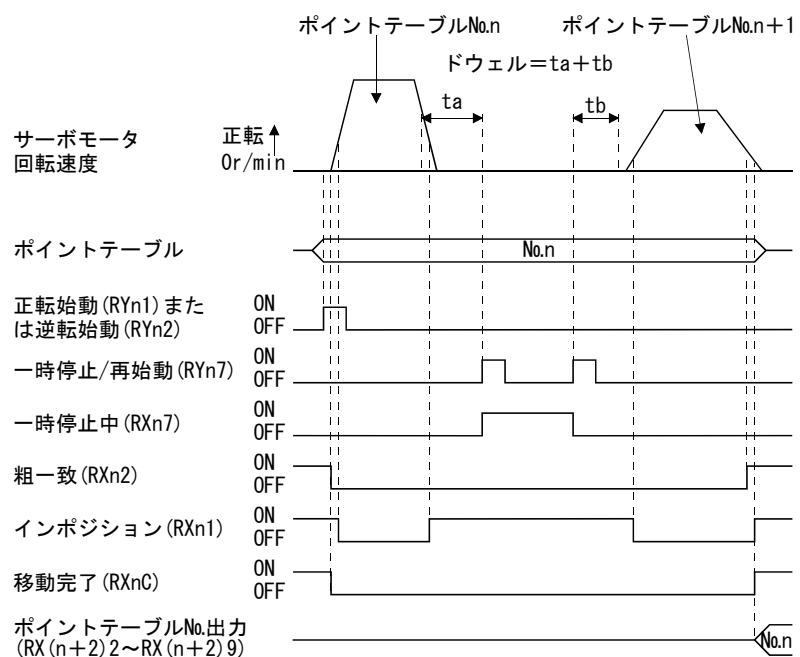 ポイントテーブル№n
ポイントテーブル№n+1
ドウェル=ta+tb
ta
tb
サーボモータ
回転速度
正転
0r/min
ポイントテーブル
№n
正転始動(RYn1)また
は逆転始動(RYn2)
ON
OFF
一時停止/再始動(RYn7)
ON
OFF
一時停止中(RXn7)
ON
OFF
粗一致(RXn2)
ON
OFF
インポジション(RXn1)
ON
OFF
移動完了(RXnC)
ON
OFF
ポイントテーブル№出力
(RX(n+2)2~RX(n+2)9)
№n